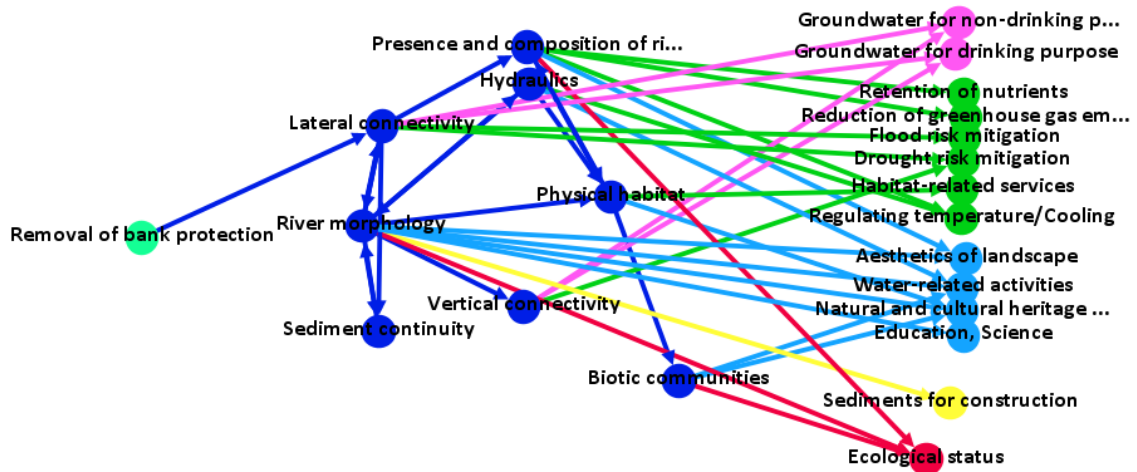 Groundwater for non-drinking p...
Presence and composition of ri...
Groundwater for drinking purpose
Hydraulics
Retention of nutrients
Reduction of greenhouse gas em...
Lateral connectivity
Flood risk mitigation
Drought risk mitigation
Physical habitat
Habitat-related services
Regulating temperature/Cooling
River morphology
Removal of bank protection
Aesthetics of landscape
Water-related activities
Vertical connectivity
Natural and cultural heritage ...
Sediment continuity
Education, Science
Biotic communities
Sediments for construction
Ecological status